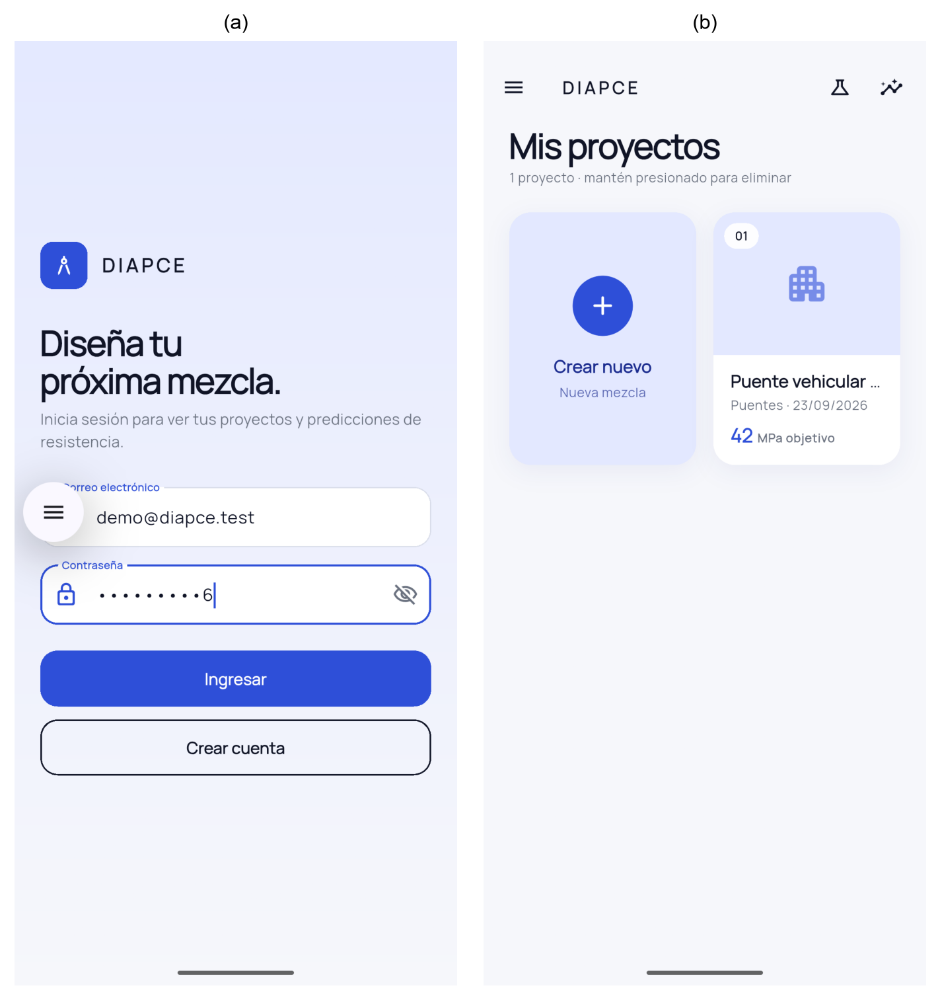 (a)
DIAPCE
Diseña tu
próxima mezcla.
Inicia sesión para ver tus proyectos y predicciones de
resistencia.
Correo electrónico
demo@diapce.test
Contraseña
•••••••••6
Ingresar
Crear cuenta
(b)
DIAPCE
Mis proyectos
1 proyecto · mantén presionado para eliminar
Crear nuevo
Nueva mezcla
01
Puente vehicular ...
Puentes · 23/09/2026
42 MPa objetivo